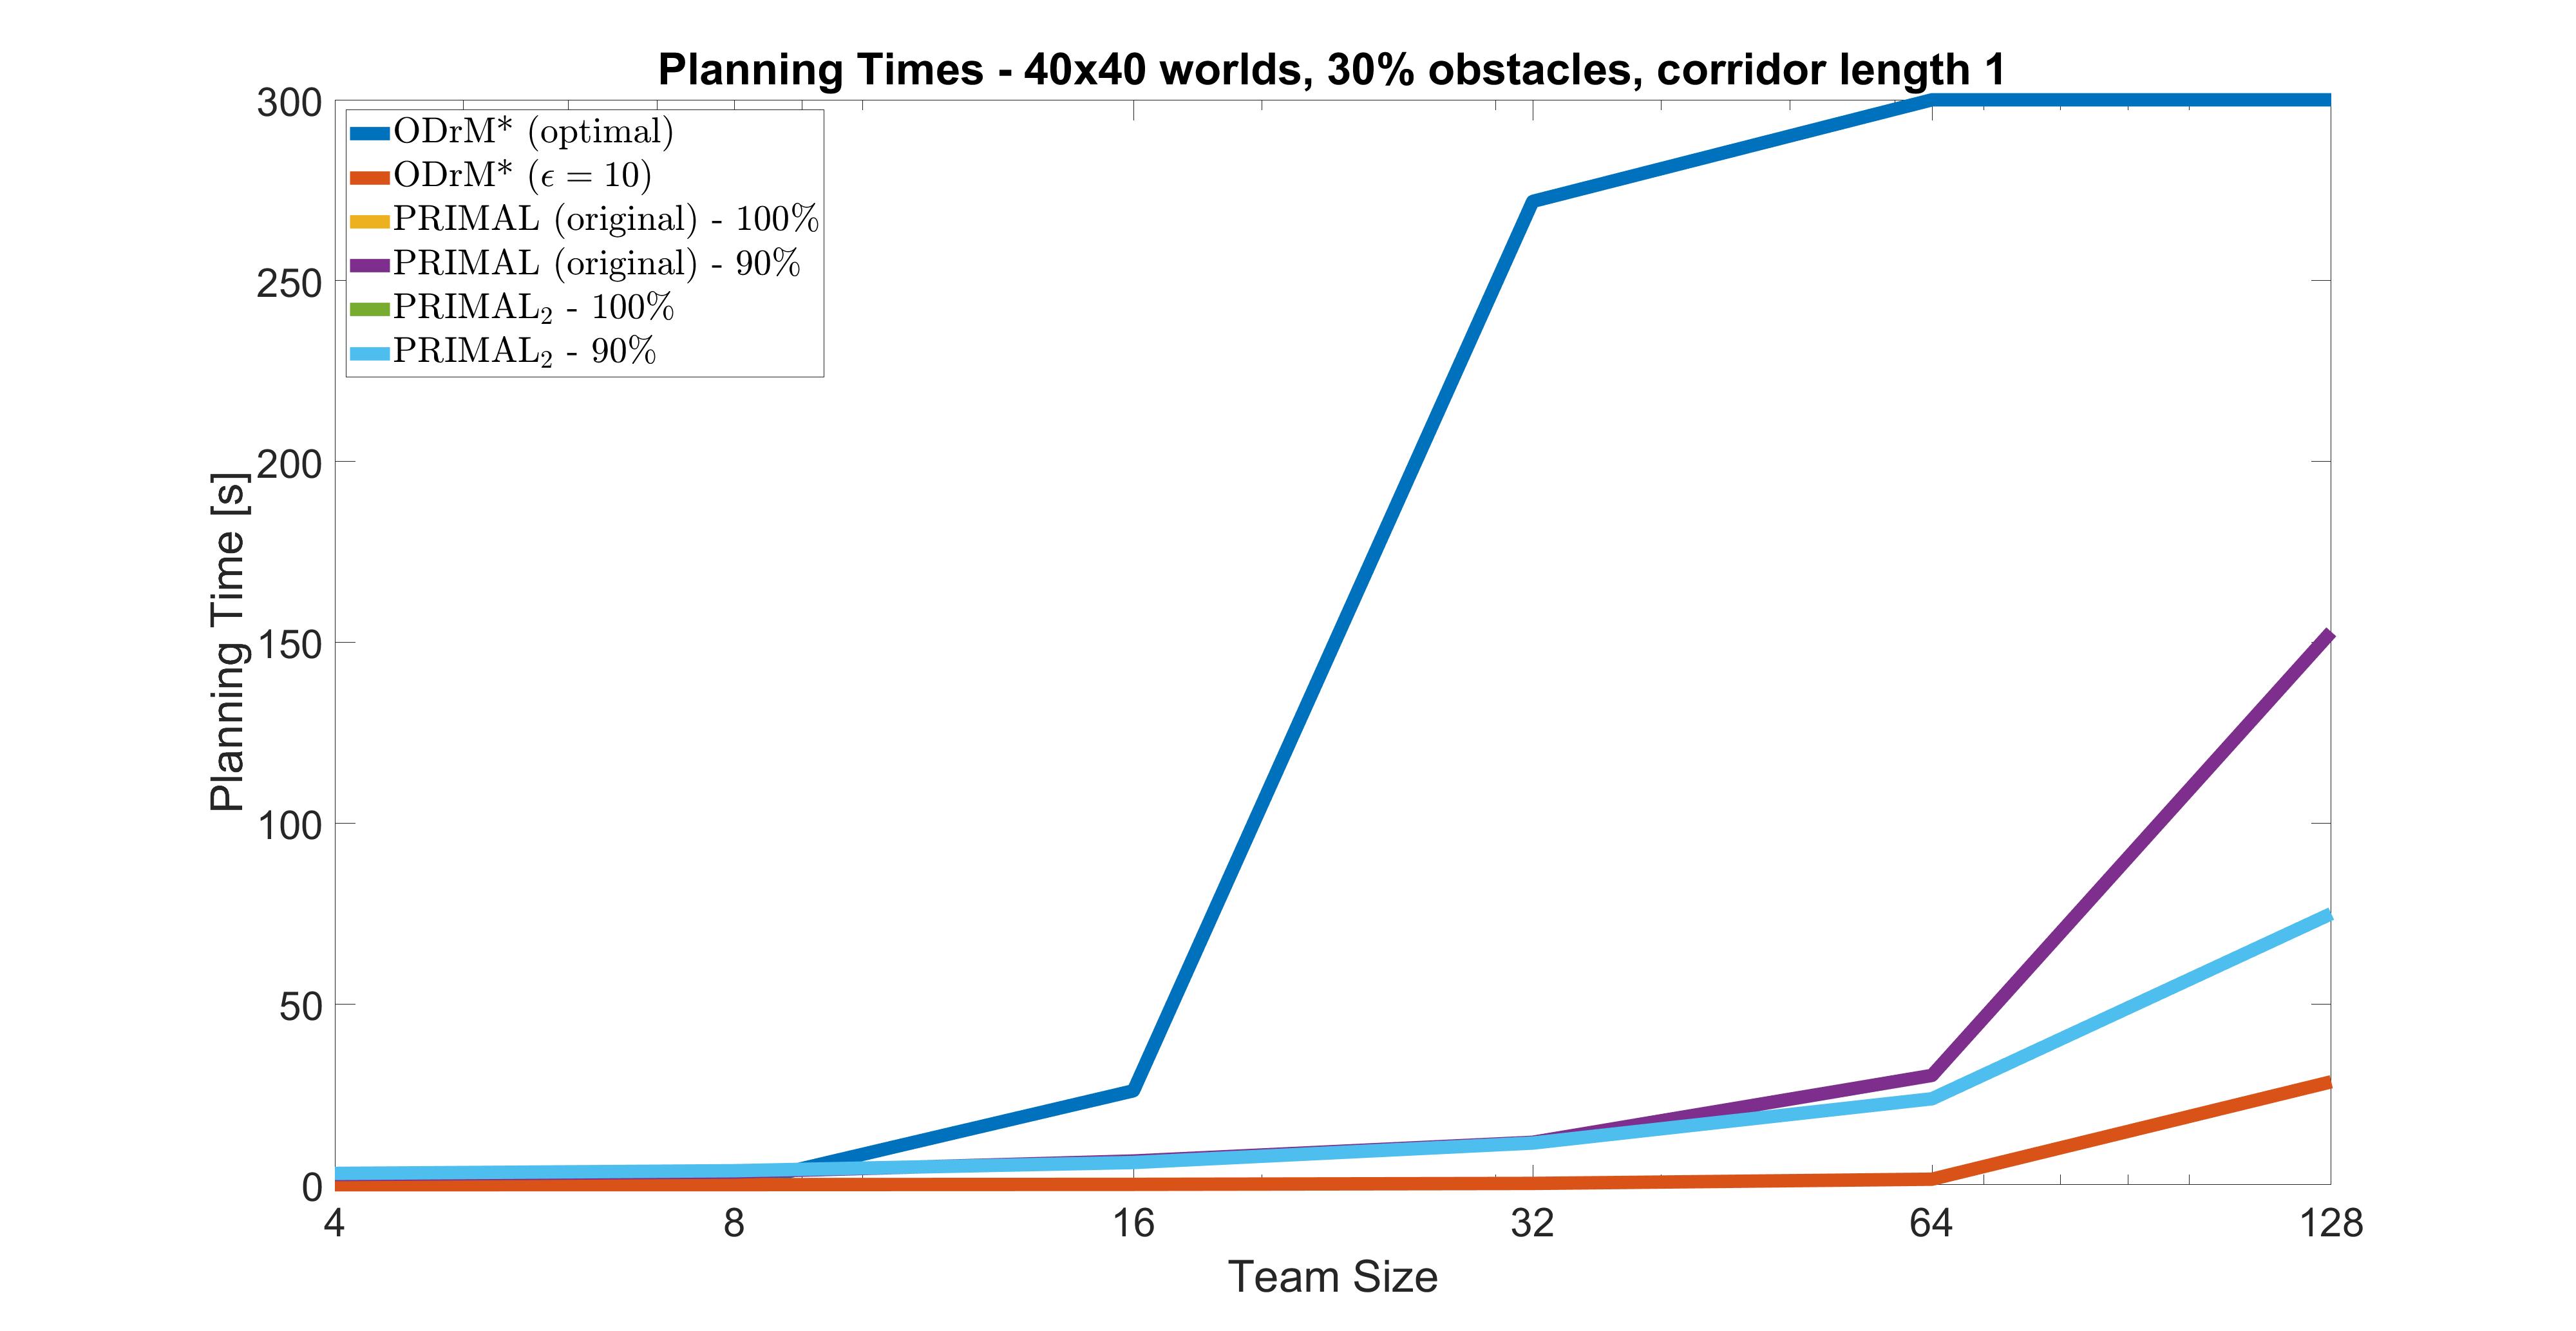 Planning Times - 40x40 worlds, 30% obstacles, corridor length 1
300
250
200
150
100
50
0
Planning Time [s]
ODrM* (optimal)
ODrM* (ϵ = 10)
PRIMAL (original) - 100%
PRIMAL (original) - 90%
PRIMAL₂ - 100%
PRIMAL₂ - 90%
4 8 16 32 64 128
Team Size